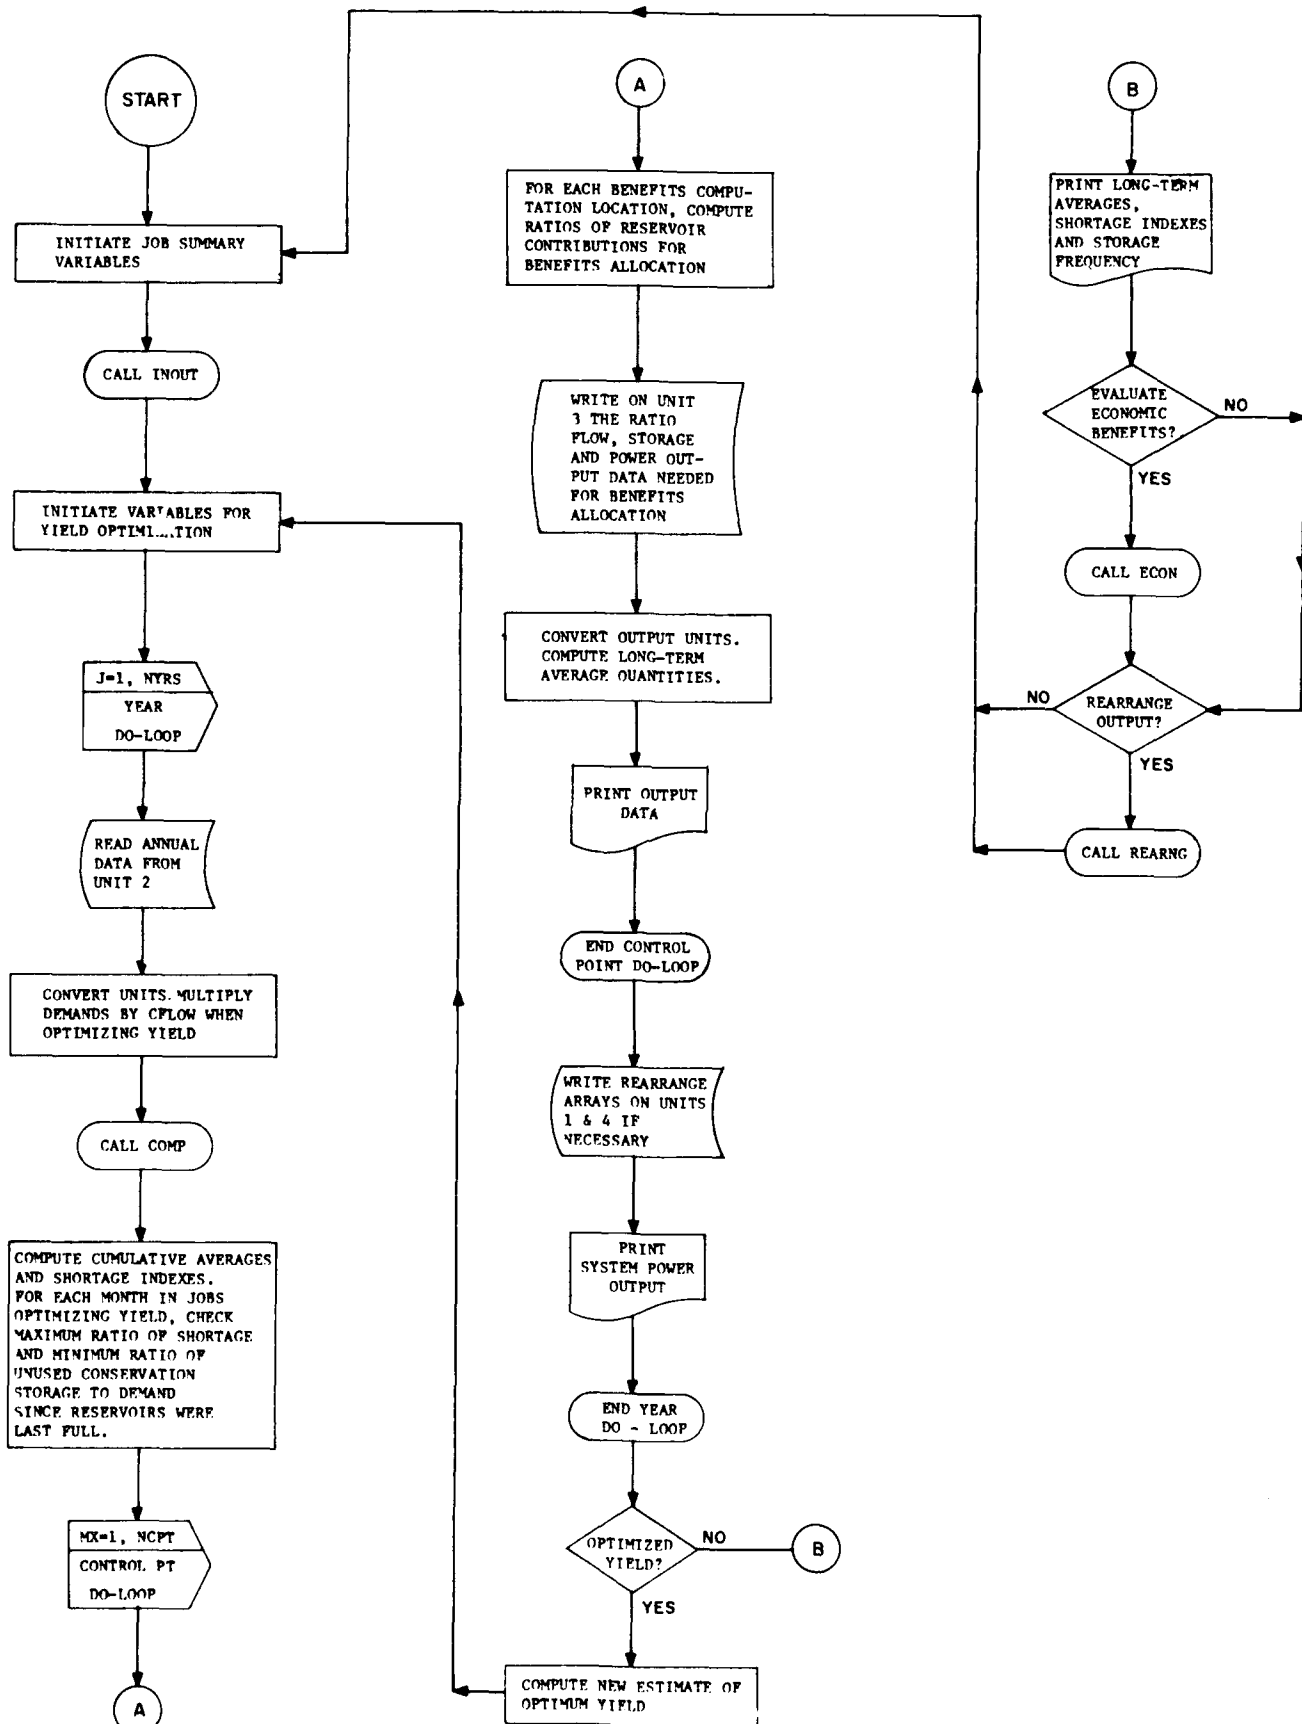 START
INITIATE JOB SUMMARY
VARIABLES
CALL INOUT
INITIATE VARIABLES FOR
YIELD
J=1, NYRS
YEAR
DO-LOOP
READ ANNUAL
DATA FROM
UNIT 2
CONVERT UNITS. MULTIPLY
DEMANDS BY CFLOW WHEN
OPTIMIZING YIELD
CALL COMP
COMPUTE CUMULATIVE AVERAGES
AND SHORTAGE INDEXES.
FOR EACH MONTH IN JOBS
OPTIMIZING YIELD, CHECK
MAXIMUM RATIO OF SHORTAGE
AND MINIMUM RATIO OF
UNUSED CONSERVATION
STORAGE TO DEMAND
SINCE RESERVOIRS WERE
LAST FULL.
MX=1, NCPT
CONTROL PT
DO-LOOP
A
A
FOR EACH BENEFITS COMPU-
TATION LOCATION, COMPUTE
RATIOS OF RESERVOIR
CONTRIBUTIONS FOR
BENEFITS ALLOCATION
WRITE ON UNIT
3 THE RATIO
FLOW, STORAGE
AND POWER OUT-
PUT DATA NEEDED
FOR BENEFITS
ALLOCATION
CONVERT OUTPUT UNITS.
COMPUTE LONG-TERM
AVERAGE QUANTITIES.
PRINT OUTPUT
DATA
END CONTROL
POINT DO-LOOP
WRITE REARRANGE
ARRAYS ON UNITS
1 & 4 IF
NECESSARY
PRINT
SYSTEM POWER
OUTPUT
END YEAR
DO - LOOP
OPTIMIZED
YIELD?
NO
B
YES
COMPUTE NEW ESTIMATE OF
OPTIMUM YIELD
B
PRINT LONG-TERM
AVERAGES,
SHORTAGE INDEXES
AND STORAGE
FREQUENCY
EVALUATE
ECONOMIC
BENEFITS?
NO
YES
CALL ECON
REARRANGE
OUTPUT?
NO
YES
CALL REARNG